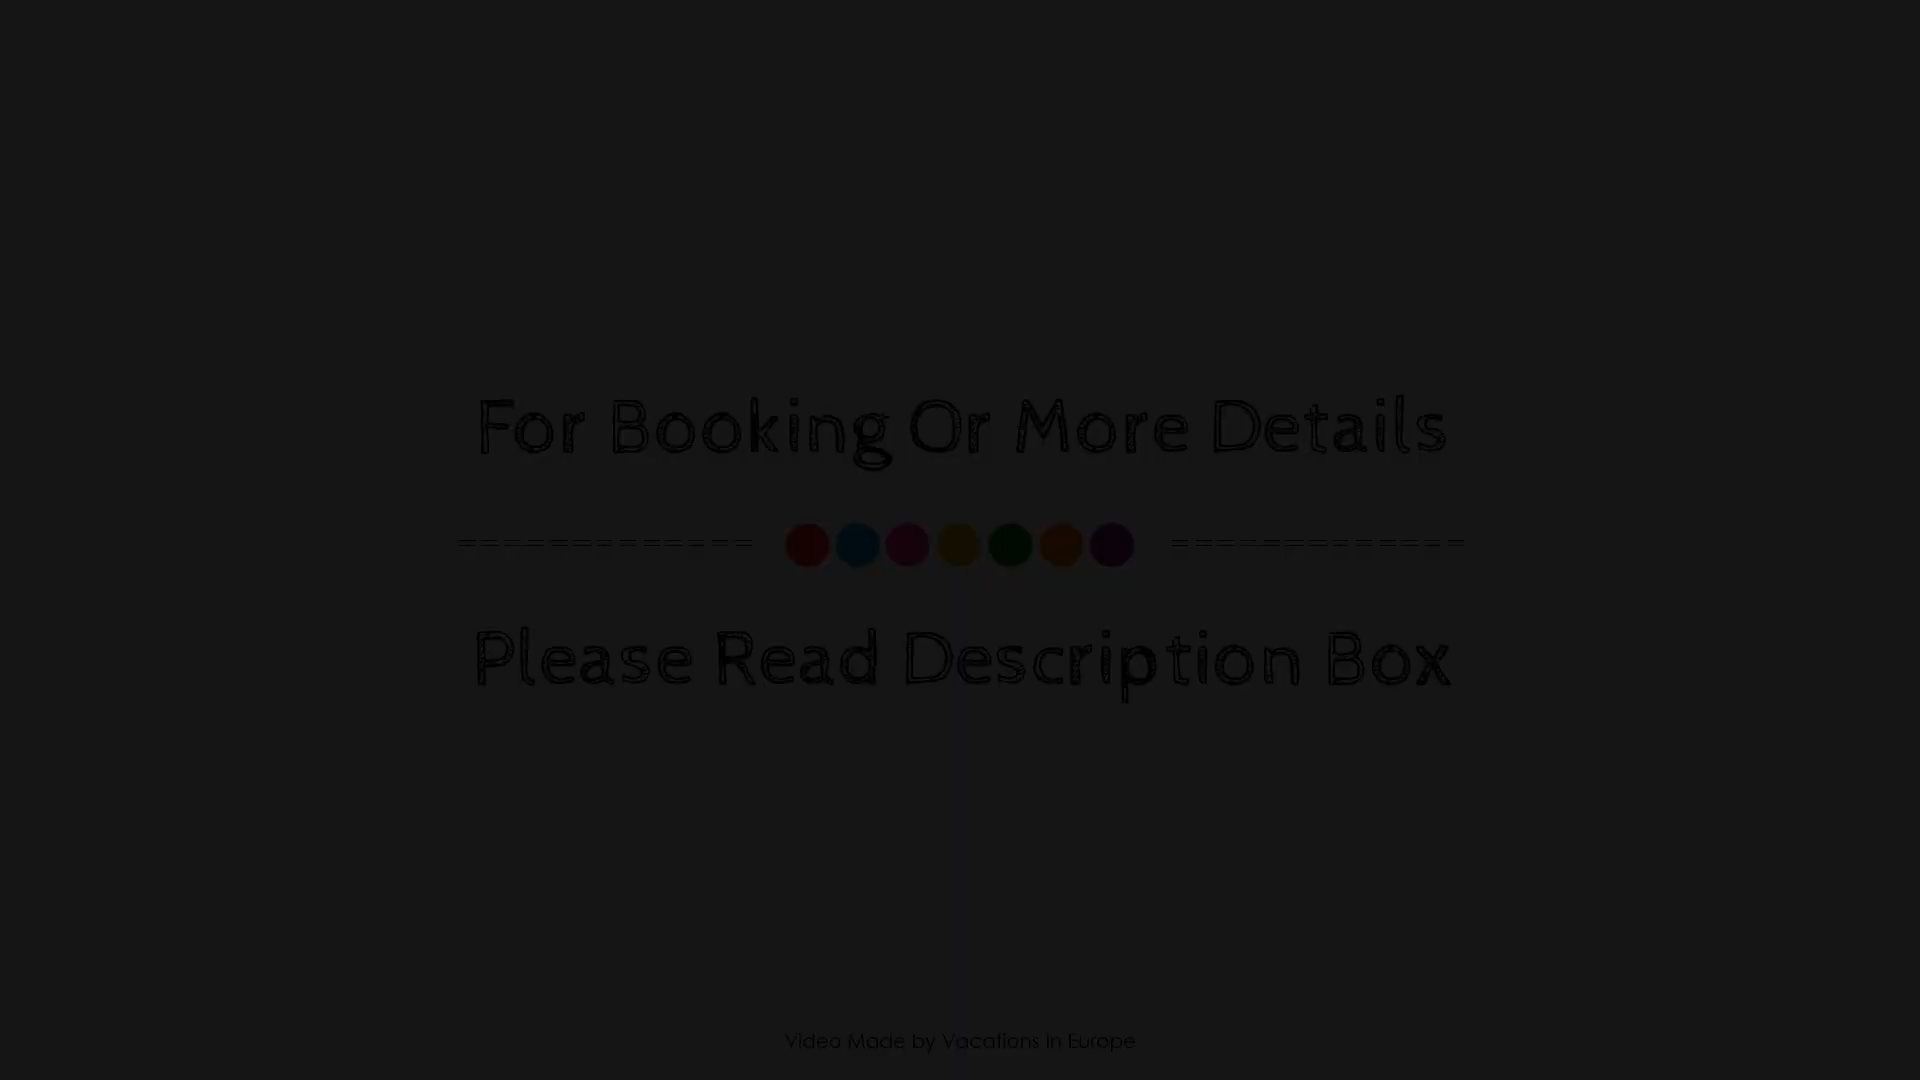 For Booking Or More Details
============= =============
Please Read Description Box
Video Made by Vacations in Europe